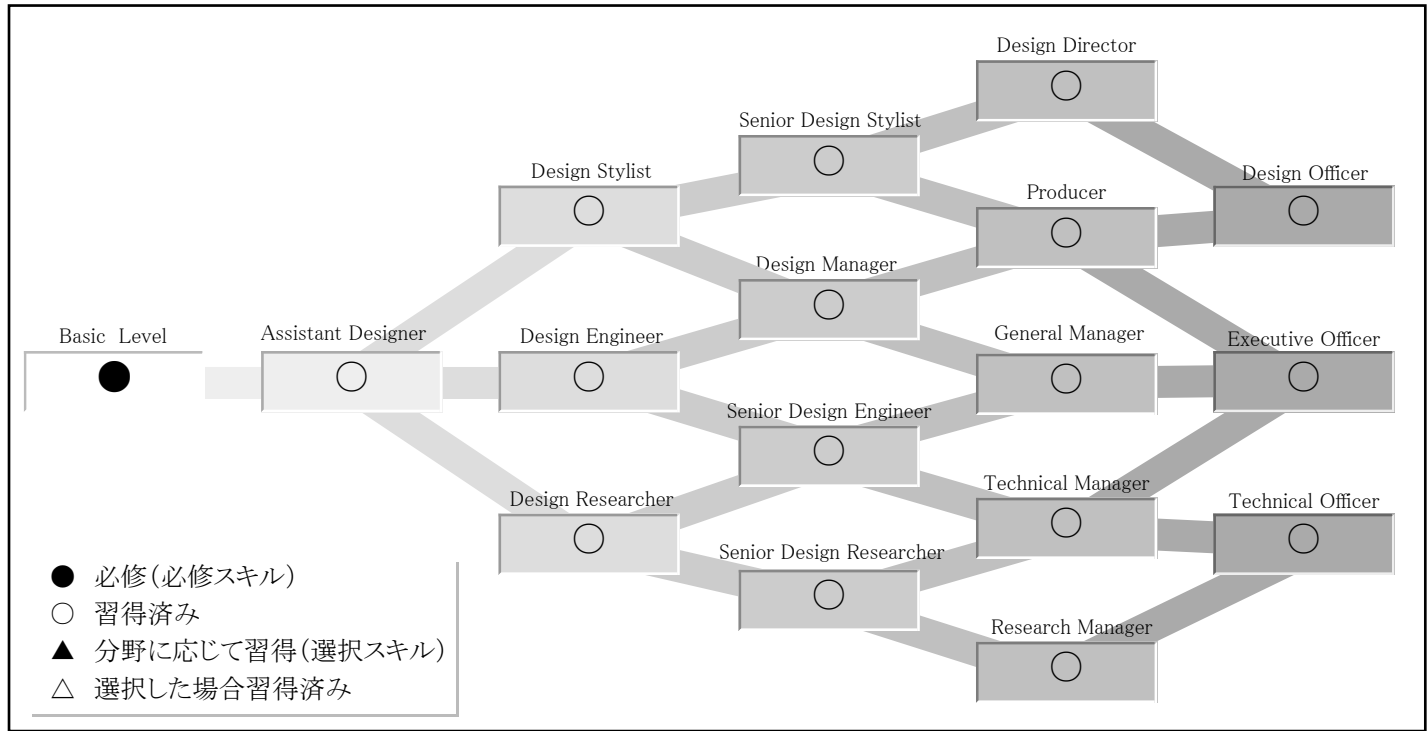 Design Director
Senior Design Stylist
Design Stylist
Design Officer
Producer
Design Manager
Basic Level
Assistant Designer
Design Engineer
General Manager
Executive Officer
Senior Design Engineer
Technical Manager
Design Researcher
Technical Officer
Senior Design Researcher
Research Manager
● 必修(必修スキル)
○ 習得済み
▲ 分野に応じて習得(選択スキル)
△ 選択した場合習得済み